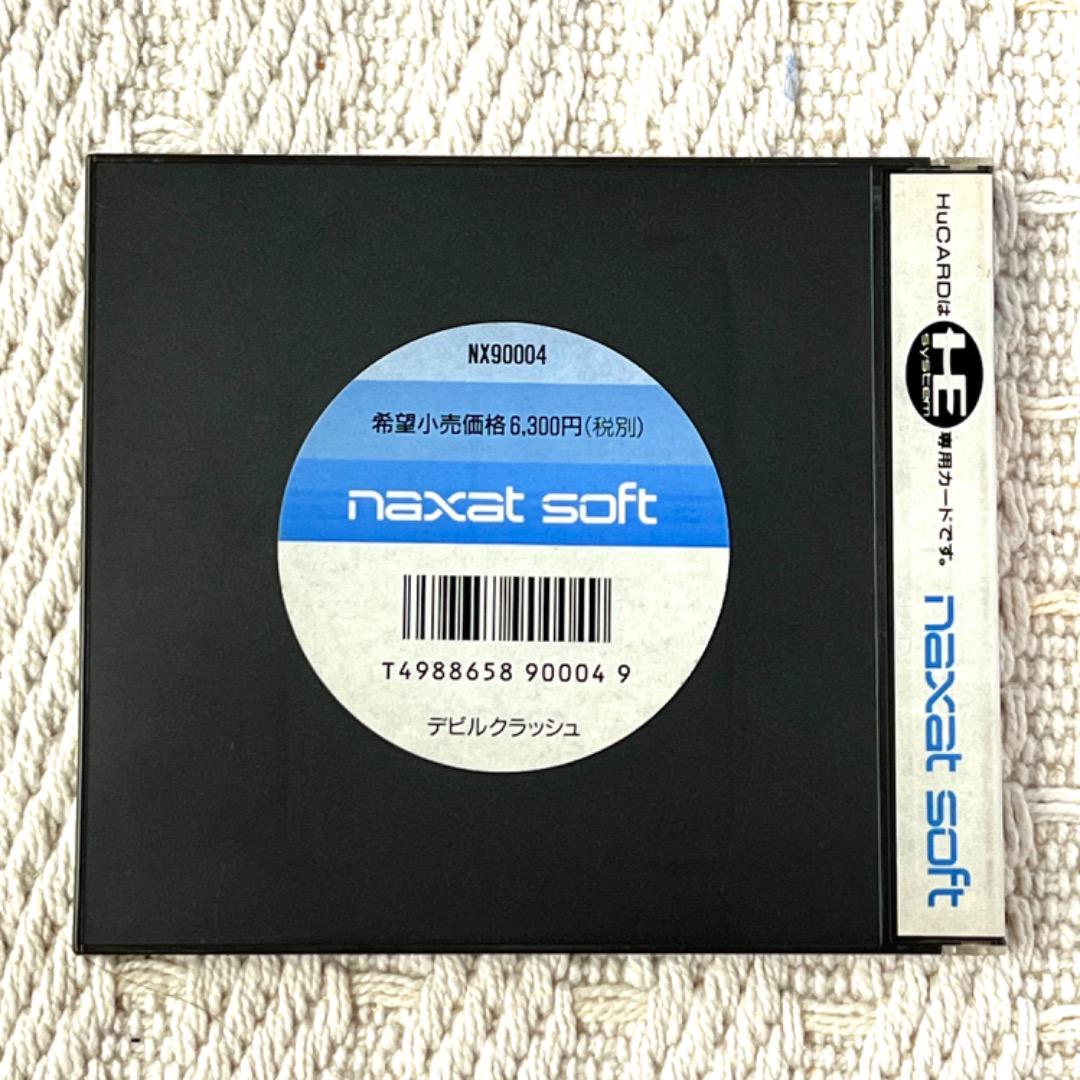 NX90004
希望小売価格6,300円(税別)
naxat soft
T4988658 90004 9
デビルクラッシュ
HuCARDは HE system 専用カードです。 naxat soft